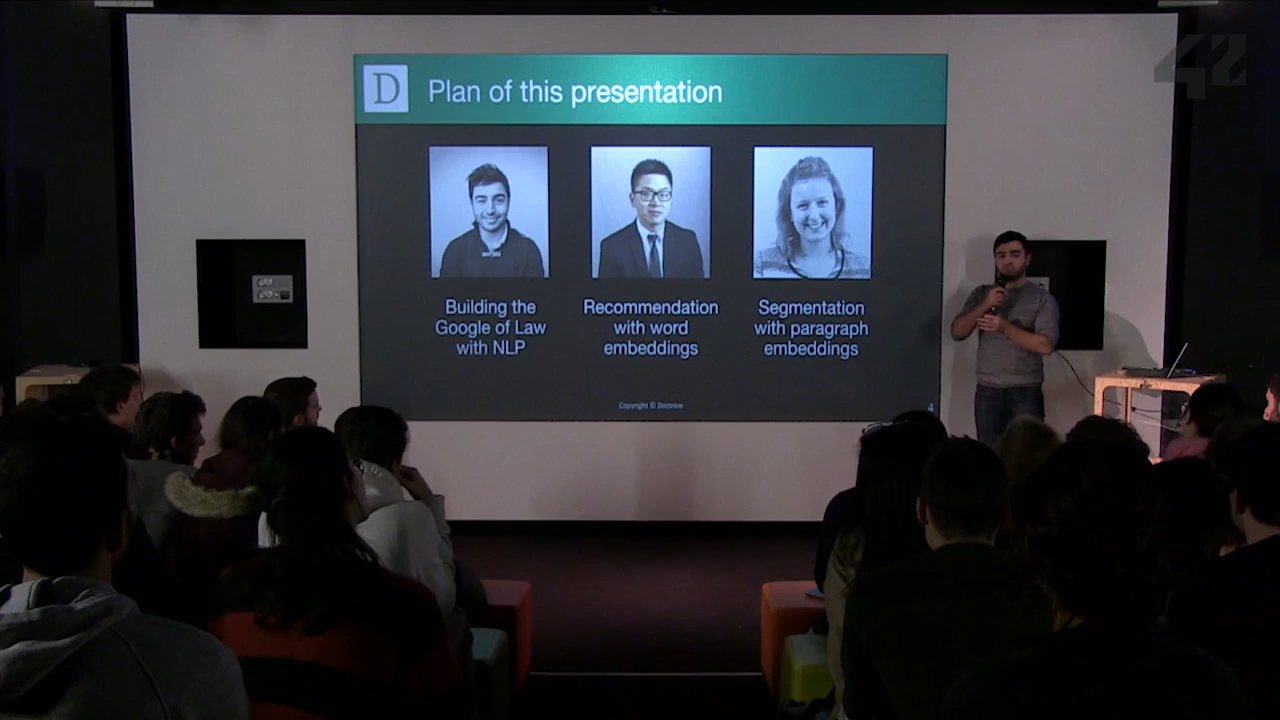 42
D
Plan of this presentation
Building the
Google of Law
with NLP
Recommendation
with word
embeddings
Segmentation
with paragraph
embeddings
Copyright © Doctrine
4